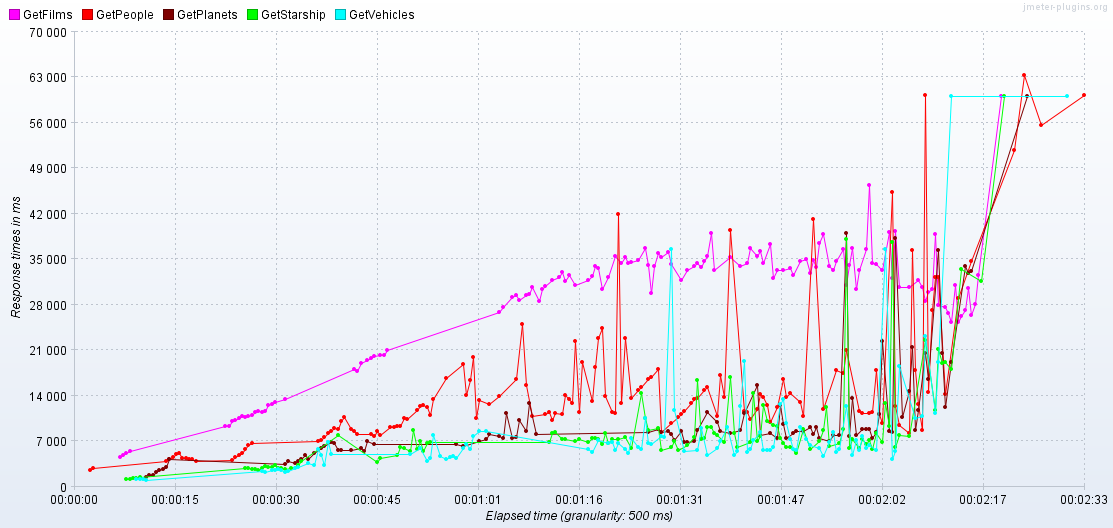 GetFilms GetPeople GetPlanets GetStarship GetVehicles
jmeter-plugins.org
70 000
63 000
56 000
49 000
42 000
35 000
28 000
21 000
14 000
7 000
0
Response times in ms
00:00:00 00:00:15 00:00:30 00:00:45 00:01:01 00:01:16 00:01:31 00:01:47 00:02:02 00:02:17 00:02:33
Elapsed time (granularity: 500 ms)